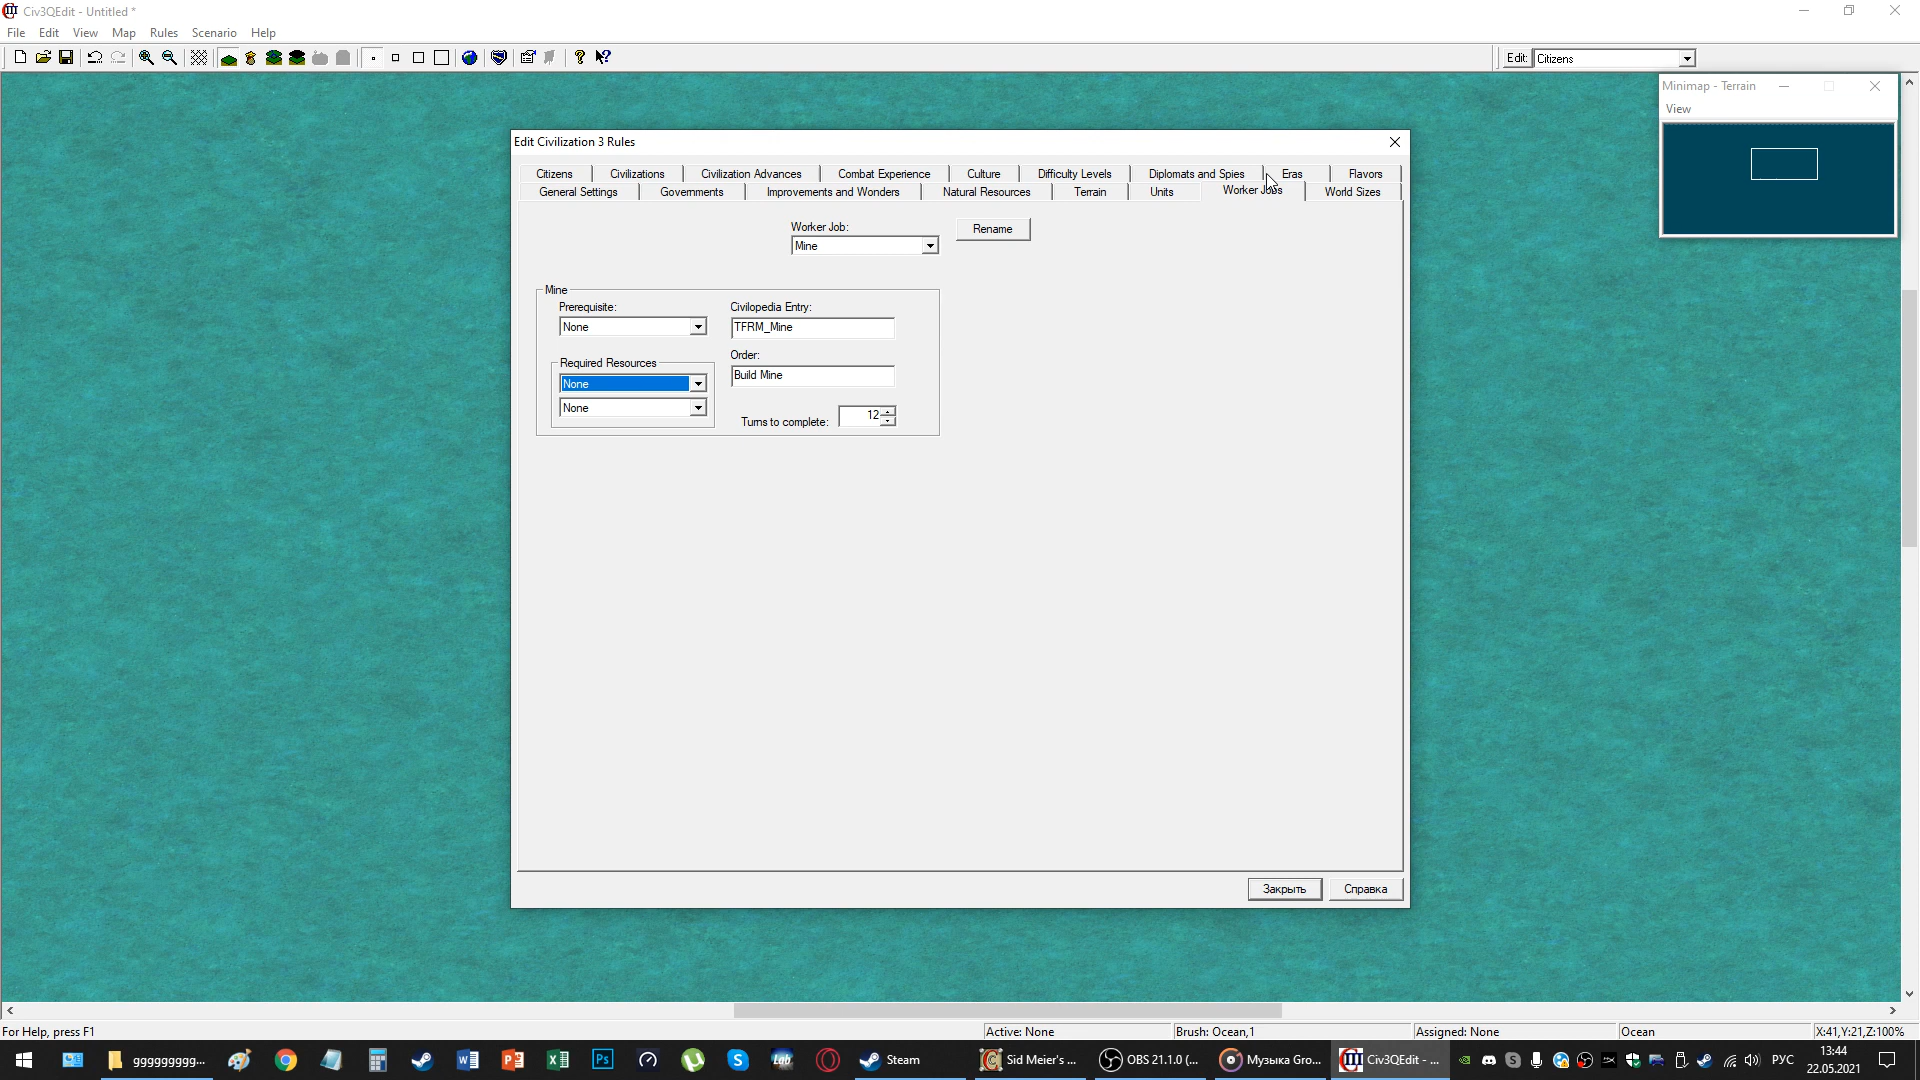 Civ3QEdit - Untitled *
File Edit View Map Rules Scenario Help
Edit: Citizens
Minimap - Terrain
View
Edit Civilization 3 Rules
Citizens Civilizations Civilization Advances Combat Experience Culture Difficulty Levels Diplomats and Spies Eras Flavors
General Settings Governments Improvements and Wonders Natural Resources Terrain Units Worker Jobs World Sizes
Worker Job:
Mine
Rename
Mine
Prerequisite:
None
Civilopedia Entry:
TFRM_Mine
Required Resources
None
None
Order:
Build Mine
Turns to complete: 12
Закрыть Справка
For Help, press F1
Active: None Brush: Ocean,1 Assigned: None Ocean X:41,Y:21,Z:100%
ggggggggg... Steam Sid Meier's ... OBS 21.1.0 (... Музыка Gro... Civ3QEdit - ... РУС
13:44
22.05.2021